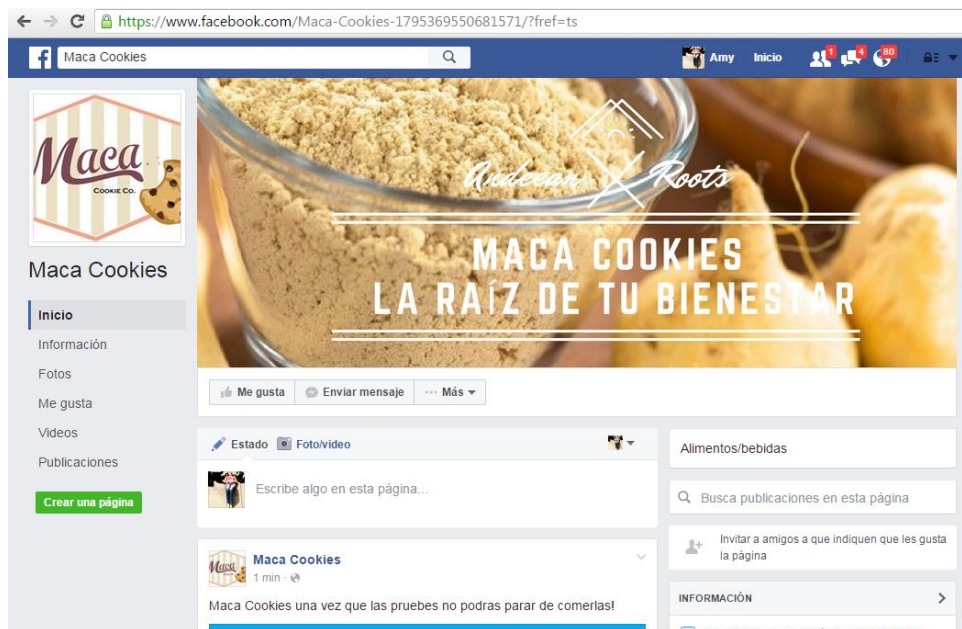 https://www.facebook.com/Maca-Cookies-1795369550681571/?fref=ts
Maca Cookies
Amy Inicio 1 4 80
Maca
COOKIE CO.
Andean Roots
MACA COOKIES
LA RAÍZ DE TU BIENESTAR
Maca Cookies
Inicio
Información
Fotos
Me gusta
Videos
Publicaciones
Crear una página
Me gusta Enviar mensaje Más
Estado Foto/video
Escribe algo en esta página...
Maca Cookies
1 min
Maca Cookies una vez que las pruebes no podras parar de comerlas!
Alimentos/bebidas
Busca publicaciones en esta página
Invitar a amigos a que indiquen que les gusta
la página
INFORMACIÓN